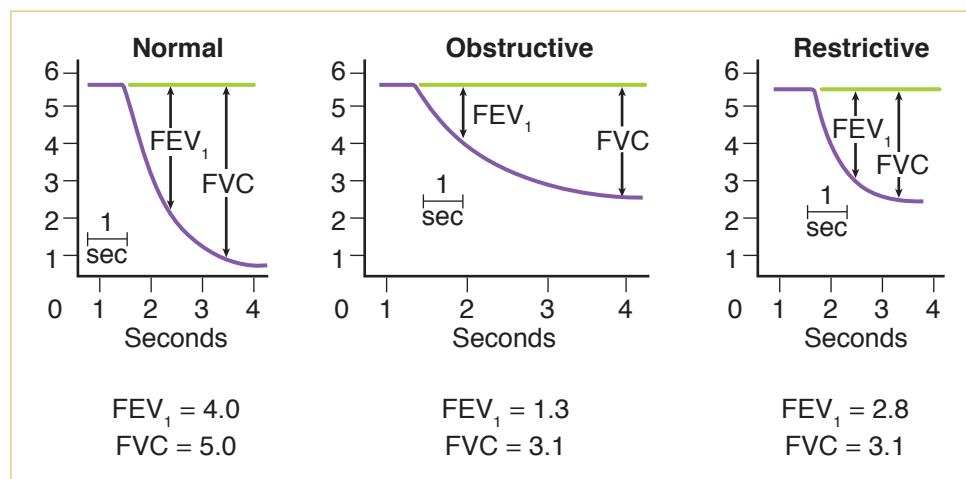 Normal
6
5
4
3
2
1
0
FEV₁
FVC
1
sec
1 2 3 4
Seconds
FEV₁ = 4.0
FVC = 5.0
Obstructive
6
5
4
3
2
1
0
FEV₁
FVC
1
sec
1 2 3 4
Seconds
FEV₁ = 1.3
FVC = 3.1
Restrictive
6
5
4
3
2
1
0
FEV₁
FVC
1
sec
1 2 3 4
Seconds
FEV₁ = 2.8
FVC = 3.1